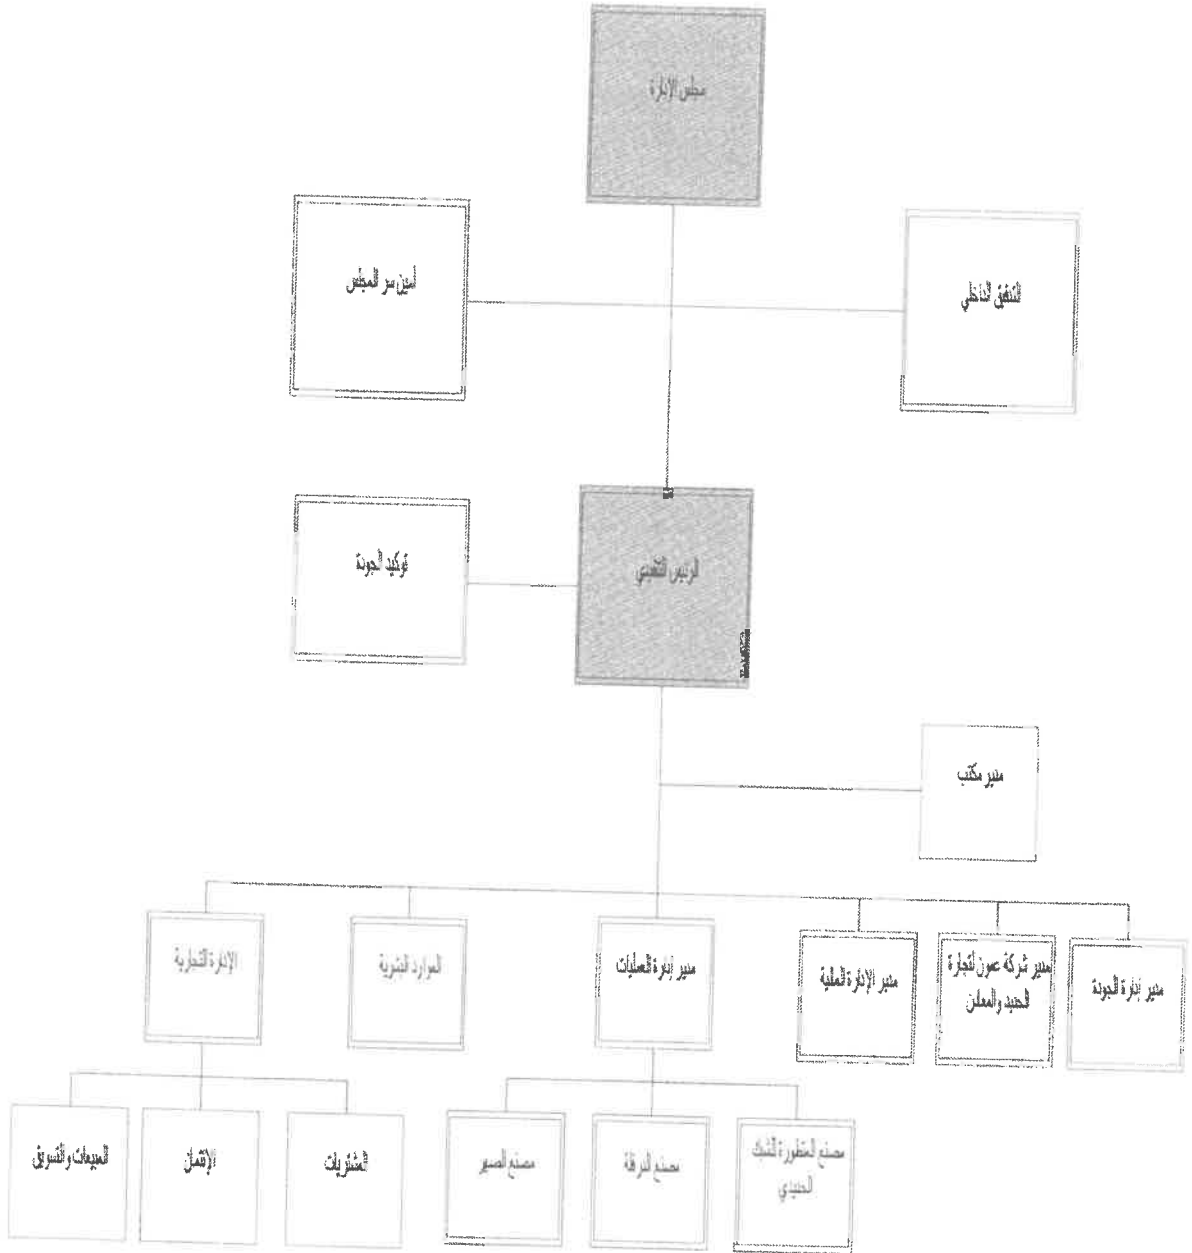 مجلس الإدارة
التدقيق الداخلي
أمين سر المجلس
الرئيس التنفيذي
توكيد الجودة
مدير مكتب
مدير إدارة الجودة
مدير شركة عمون لتجارة
الحديد والمعادن
مدير الإدارة المالية
مدير إدارة العمليات
الموارد البشرية
الإدارة التجارية
مصنع المتطورة للشبك
الحديدي
مصنع الدرفلة
مصنع الصهر
المشتريات
الإئتمان
المبيعات والتسويق